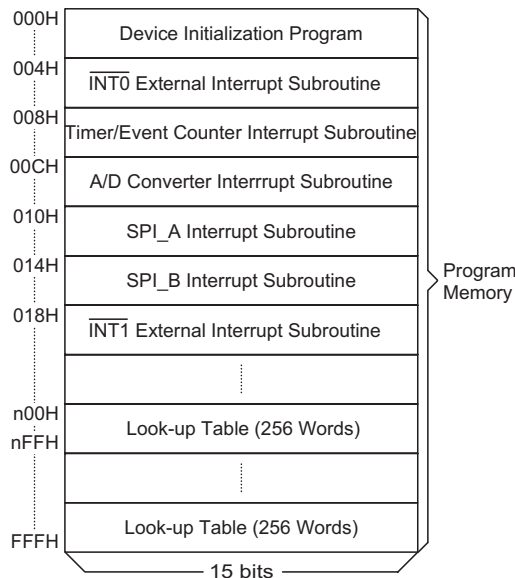 000H
Device Initialization Program
004H
INT0 External Interrupt Subroutine
008H
Timer/Event Counter Interrupt Subroutine
00CH
A/D Converter Interrrupt Subroutine
010H
SPI_A Interrupt Subroutine
014H
SPI_B Interrupt Subroutine
018H
INT1 External Interrupt Subroutine
Program
Memory
n00H
Look-up Table (256 Words)
nFFH
Look-up Table (256 Words)
FFFH
15 bits